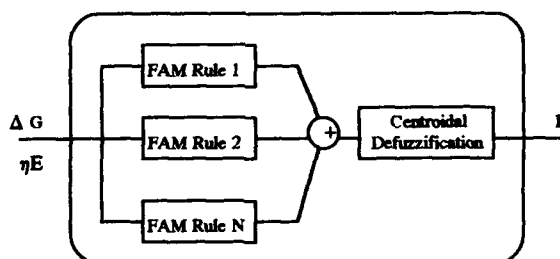 FAM Rule 1
Δ G
ηE
FAM Rule 2
+
Centroidal
Defuzzification
FAM Rule N